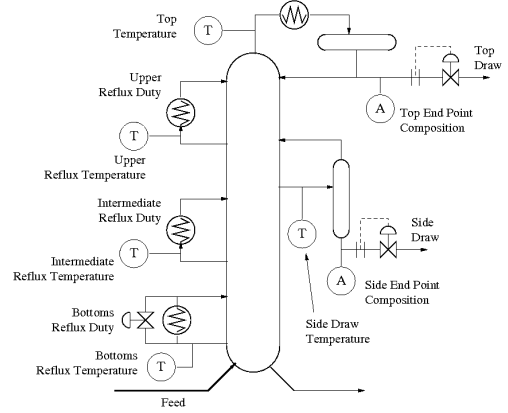 Top
Temperature
T
Top
Draw
A
Top End Point
Composition
Upper
Reflux Duty
T
Upper
Reflux Temperature
Intermediate
Reflux Duty
T
Intermediate
Reflux Temperature
T
Side
Draw
A
Side End Point
Composition
Side Draw
Temperature
Bottoms
Reflux Duty
Bottoms
Reflux Temperature
T
Feed